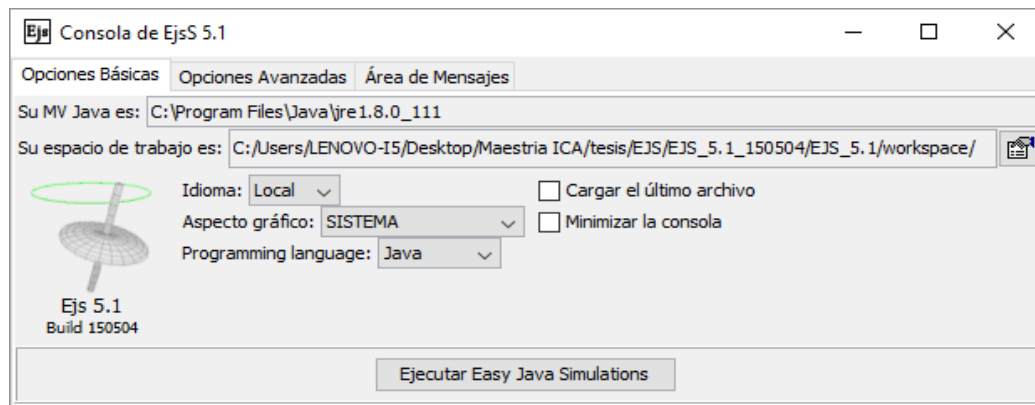 Ejs Consola de EjsS 5.1
Opciones Básicas Opciones Avanzadas Área de Mensajes
Su MV Java es: C:\Program Files\Java\jre1.8.0_111
Su espacio de trabajo es: C:/Users/LENOVO-I5/Desktop/Maestria ICA/tesis/EJS/EJS_5.1_150504/EJS_5.1/workspace/
Idioma: Local Cargar el último archivo
Aspecto gráfico: SISTEMA Minimizar la consola
Programming language: Java
Ejs 5.1
Build 150504
Ejecutar Easy Java Simulations